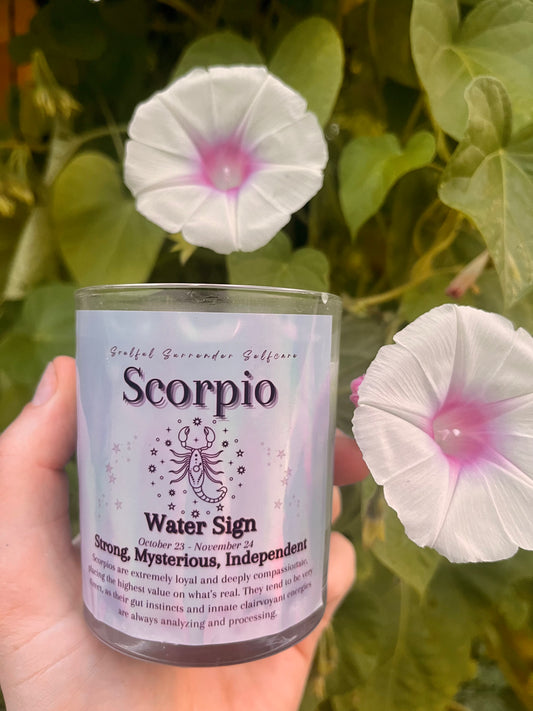 Soulful Surrender Selfcare
Scorpio
Water Sign
October 23 - November 24
Strong, Mysterious, Independent
Scorpios are extremely loyal and deeply compassionate,
placing the highest value on what's real. They tend to be very
direct, as their gut instincts and innate clairvoyant energies
are always analyzing and processing.